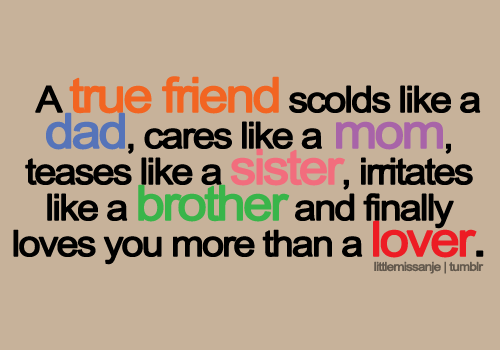 A true friend scolds like a
dad, cares like a mom,
teases like a sister, irritates
like a brother and finally
loves you more than a lover.
littlemissanje | tumblr